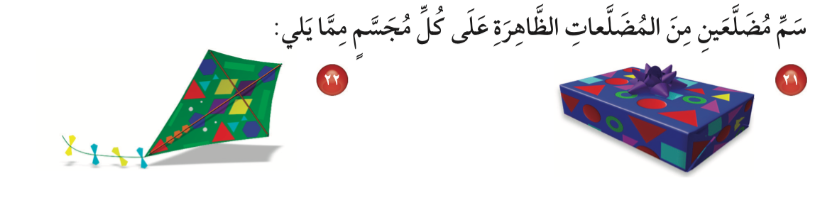 سَمِّ مُضَلَّعَينِ مِنَ المُضَلَّعاتِ الظَّاهِرَةِ عَلَى كُلِّ مُجَسَّمٍ مِمَّا يَلي:
٢١
٢٢